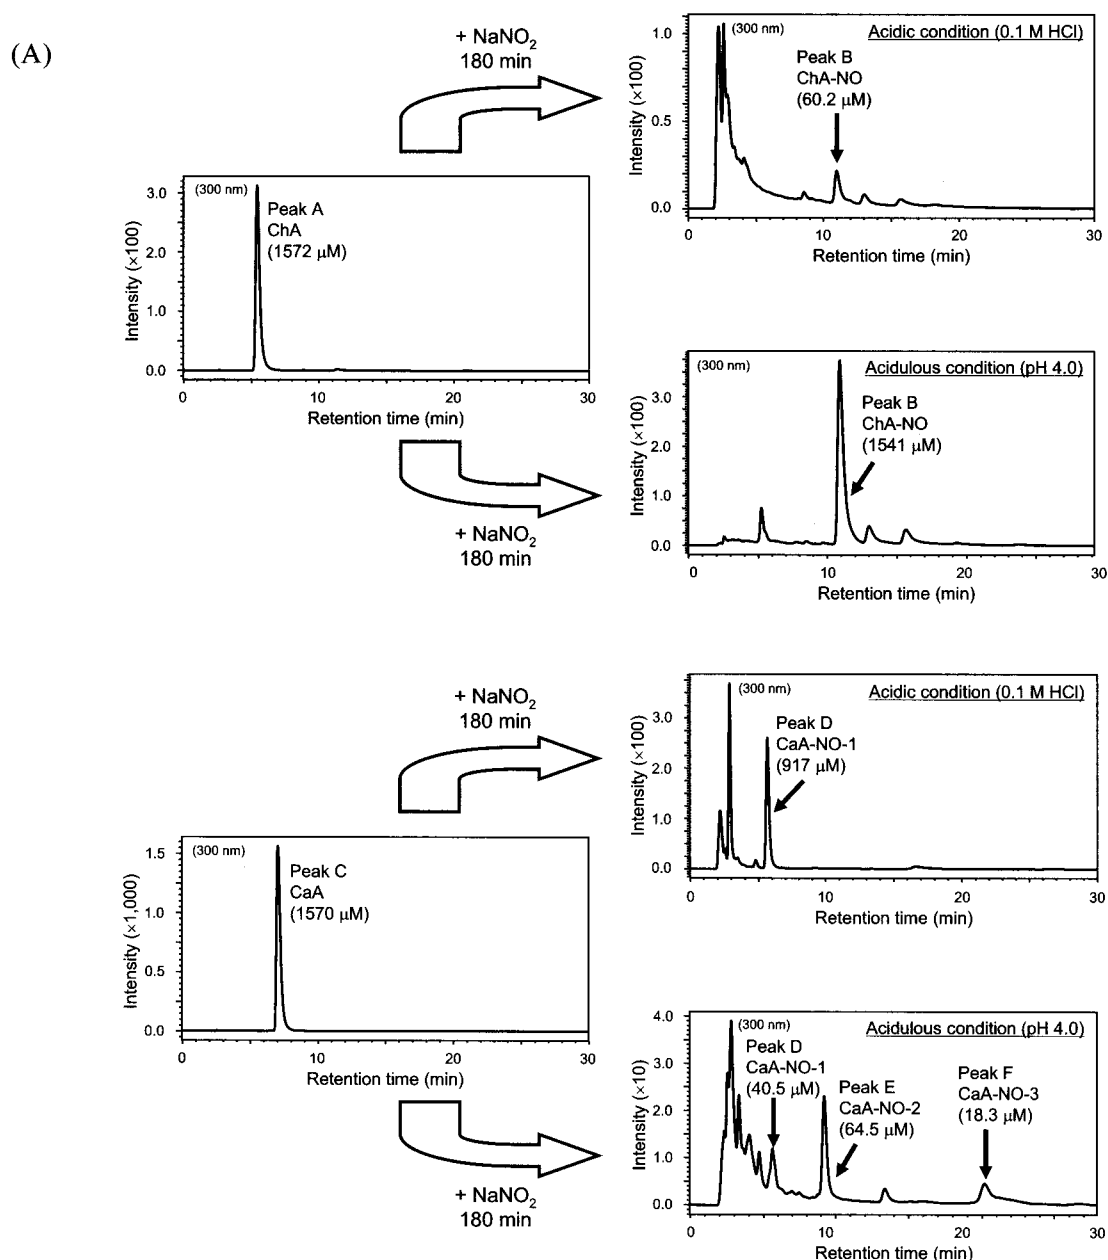 (A)
+ NaNO2
180 min
(300 nm)
Acidic condition (0.1 M HCl)
Peak B
ChA-NO
(60.2 μM)
Intensity (×100)
1.0
0.5
0.0
0
10
20
30
Retention time (min)
(300 nm)
Peak A
ChA
(1572 μM)
Intensity (×100)
3.0
2.0
1.0
0.0
0
10
20
30
Retention time (min)
(300 nm)
Acidulous condition (pH 4.0)
Peak B
ChA-NO
(1541 μM)
Intensity (×100)
3.0
2.0
1.0
0.0
0
10
20
30
Retention time (min)
+ NaNO2
180 min
+ NaNO2
180 min
(300 nm)
Acidic condition (0.1 M HCl)
Peak D
CaA-NO-1
(917 μM)
Intensity (×100)
3.0
2.0
1.0
0.0
0
10
20
30
Retention time (min)
(300 nm)
Peak C
CaA
(1570 μM)
Intensity (×1,000)
1.5
1.0
0.5
0.0
0
10
20
30
Retention time (min)
(300 nm)
Acidulous condition (pH 4.0)
Peak D
CaA-NO-1
(40.5 μM)
Peak E
CaA-NO-2
(64.5 μM)
Peak F
CaA-NO-3
(18.3 μM)
Intensity (×10)
4.0
3.0
2.0
1.0
0.0
0
10
20
30
Retention time (min)
+ NaNO2
180 min